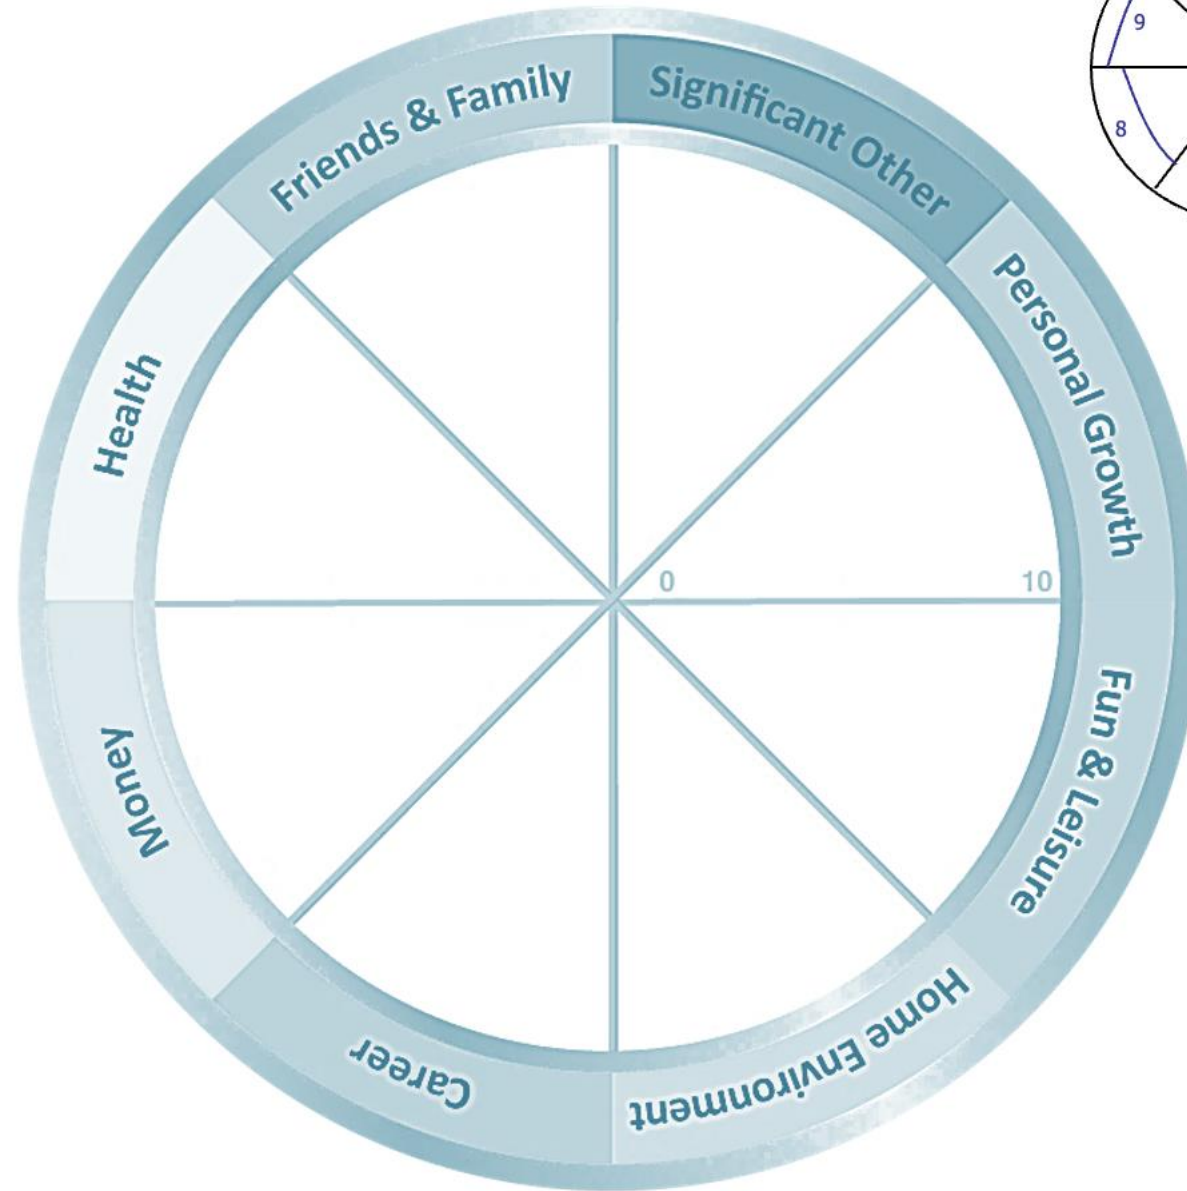 Friends & Family
Significant Other
Personal Growth
Fun & Leisure
Home Environment
Career
Money
Health
0
10
9
8